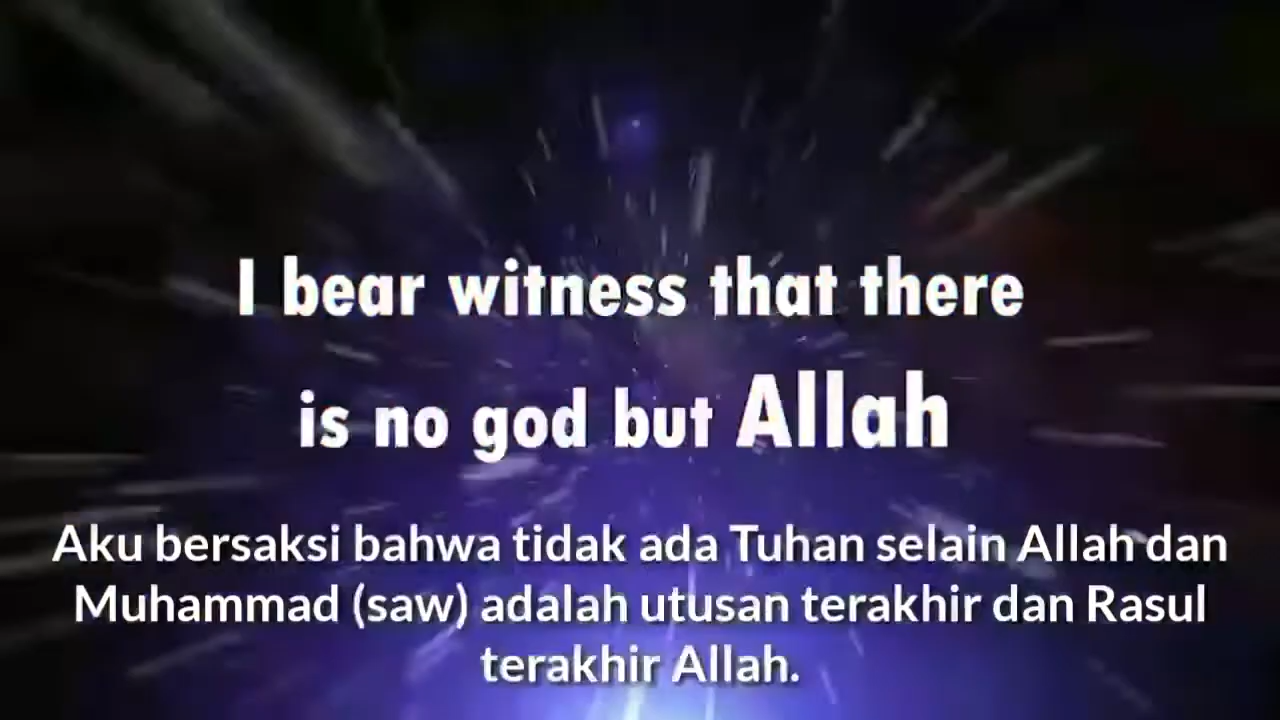 I bear witness that there
is no god but Allah
Aku bersaksi bahwa tidak ada Tuhan selain Allah dan
Muhammad (saw) adalah utusan terakhir dan Rasul
terakhir Allah.